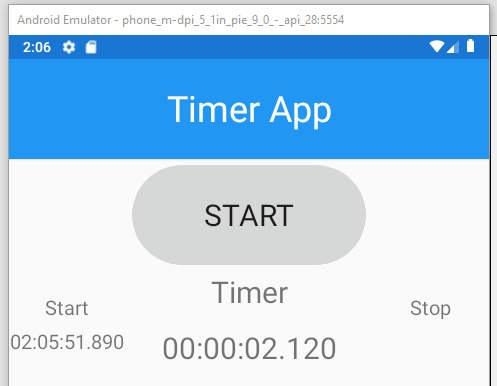 Android Emulator - phone_m-dpi_5_1in_pie_9_0_-_api_28:5554
2:06
Timer App
START
Timer
Start
Stop
02:05:51.890
00:00:02.120